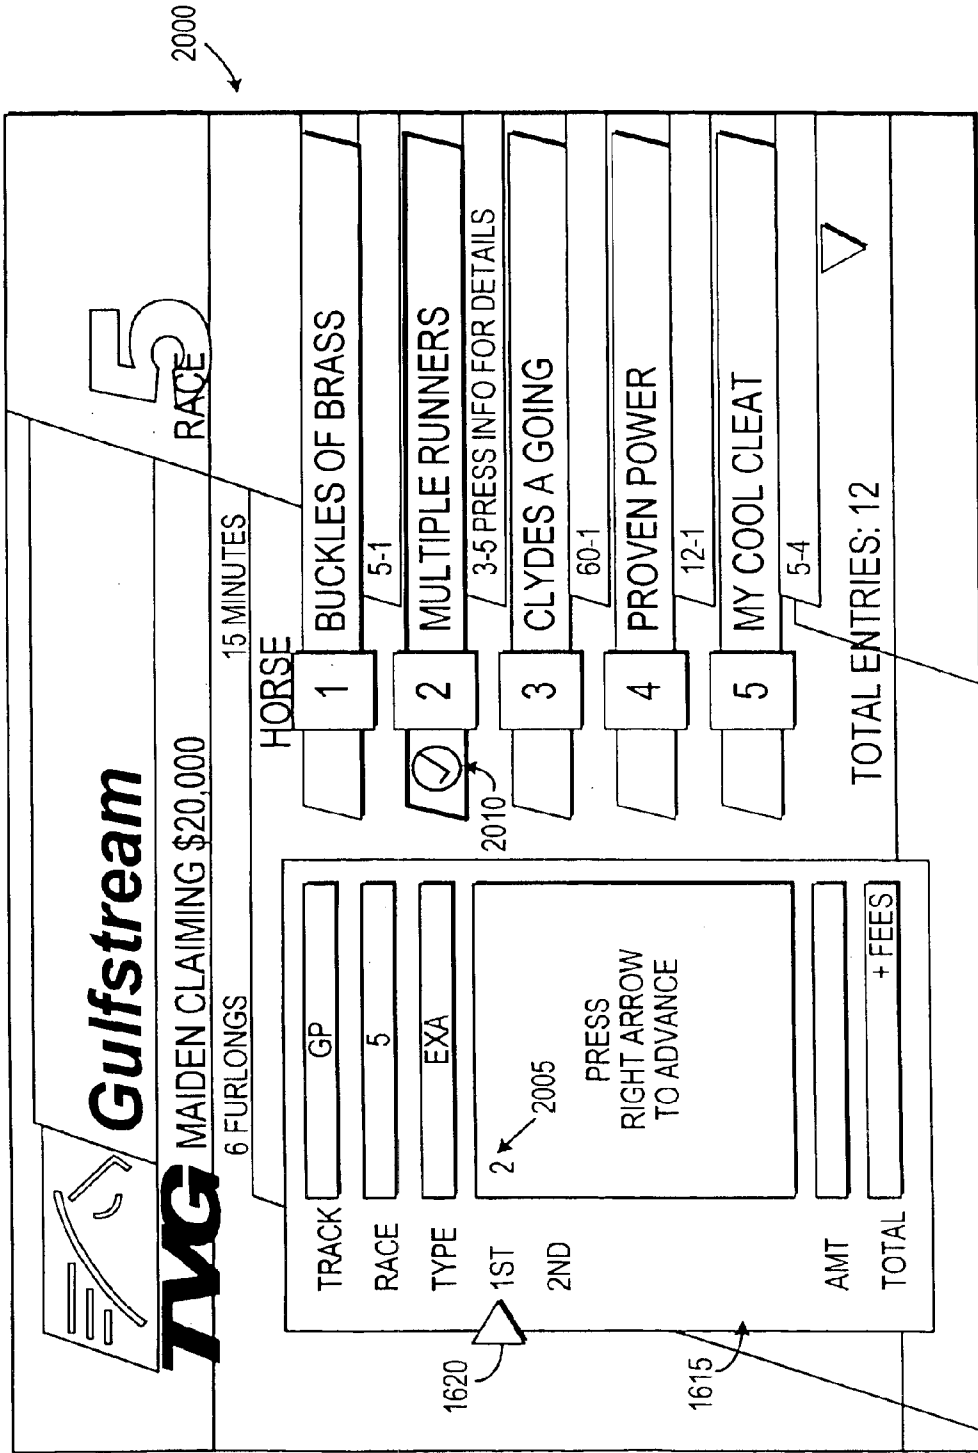 2000
Gulfstream
TVG MAIDEN CLAIMING $20,000
RACE 5
6 FURLONGS
15 MINUTES
TRACK GP
RACE 5
TYPE EXA
1ST 2
2ND
2005
PRESS
RIGHT ARROW
TO ADVANCE
AMT
TOTAL + FEES
1620
1615
HORSE
1 BUCKLES OF BRASS
5-1
2 MULTIPLE RUNNERS
3-5 PRESS INFO FOR DETAILS
2010
3 CLYDES A GOING
60-1
4 PROVEN POWER
12-1
5 MY COOL CLEAT
5-4
TOTAL ENTRIES: 12